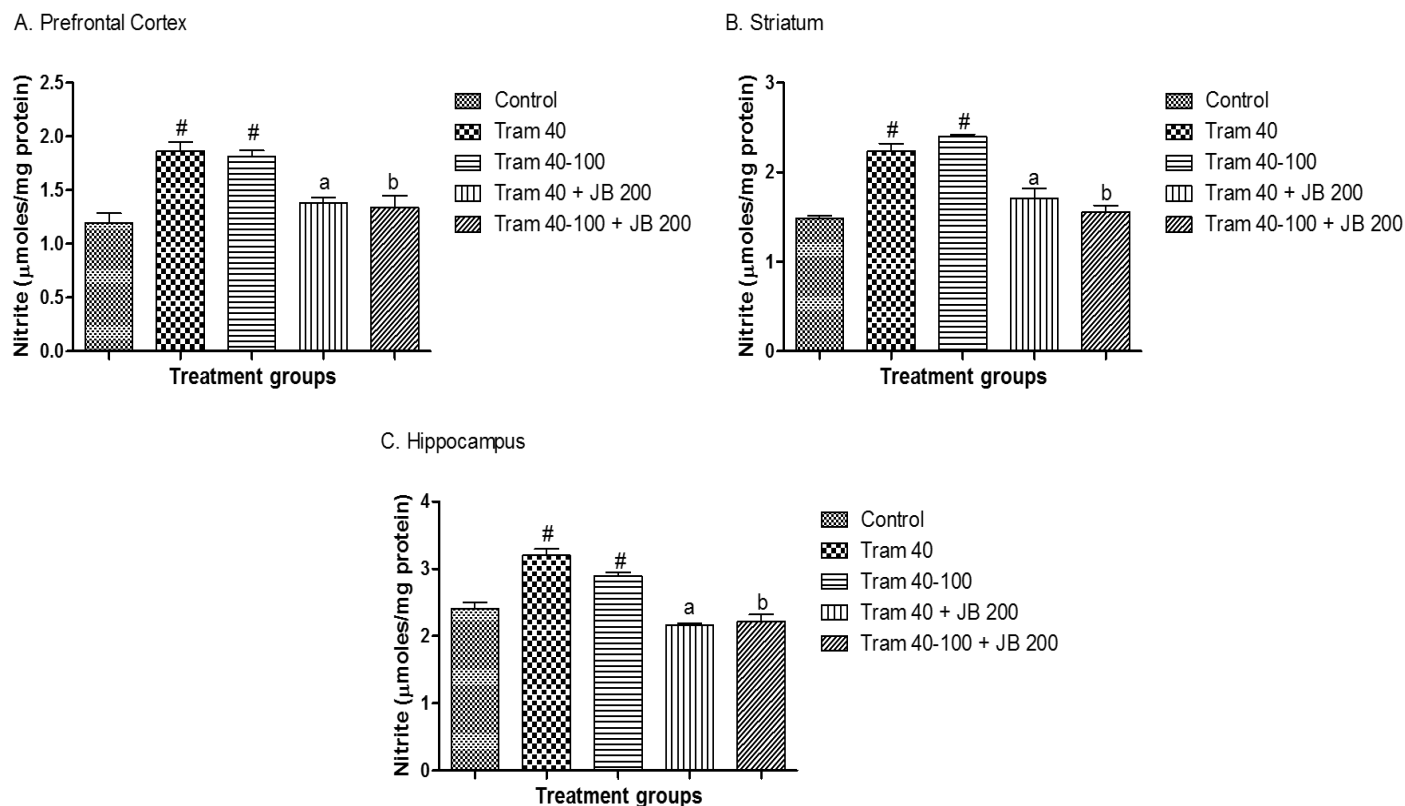 A. Prefrontal Cortex
Nitrite (μmoles/mg protein)
2.5
2.0
1.5
1.0
0.5
0.0
#
#
a
b
Treatment groups
Control
Tram 40
Tram 40-100
Tram 40 + JB 200
Tram 40-100 + JB 200
B. Striatum
Nitrite (μmoles/mg protein)
3
2
1
0
#
#
a
b
Treatment groups
Control
Tram 40
Tram 40-100
Tram 40 + JB 200
Tram 40-100 + JB 200
C. Hippocampus
Nitrite (μmoles/mg protein)
4
3
2
1
0
#
#
a
b
Treatment groups
Control
Tram 40
Tram 40-100
Tram 40 + JB 200
Tram 40-100 + JB 200